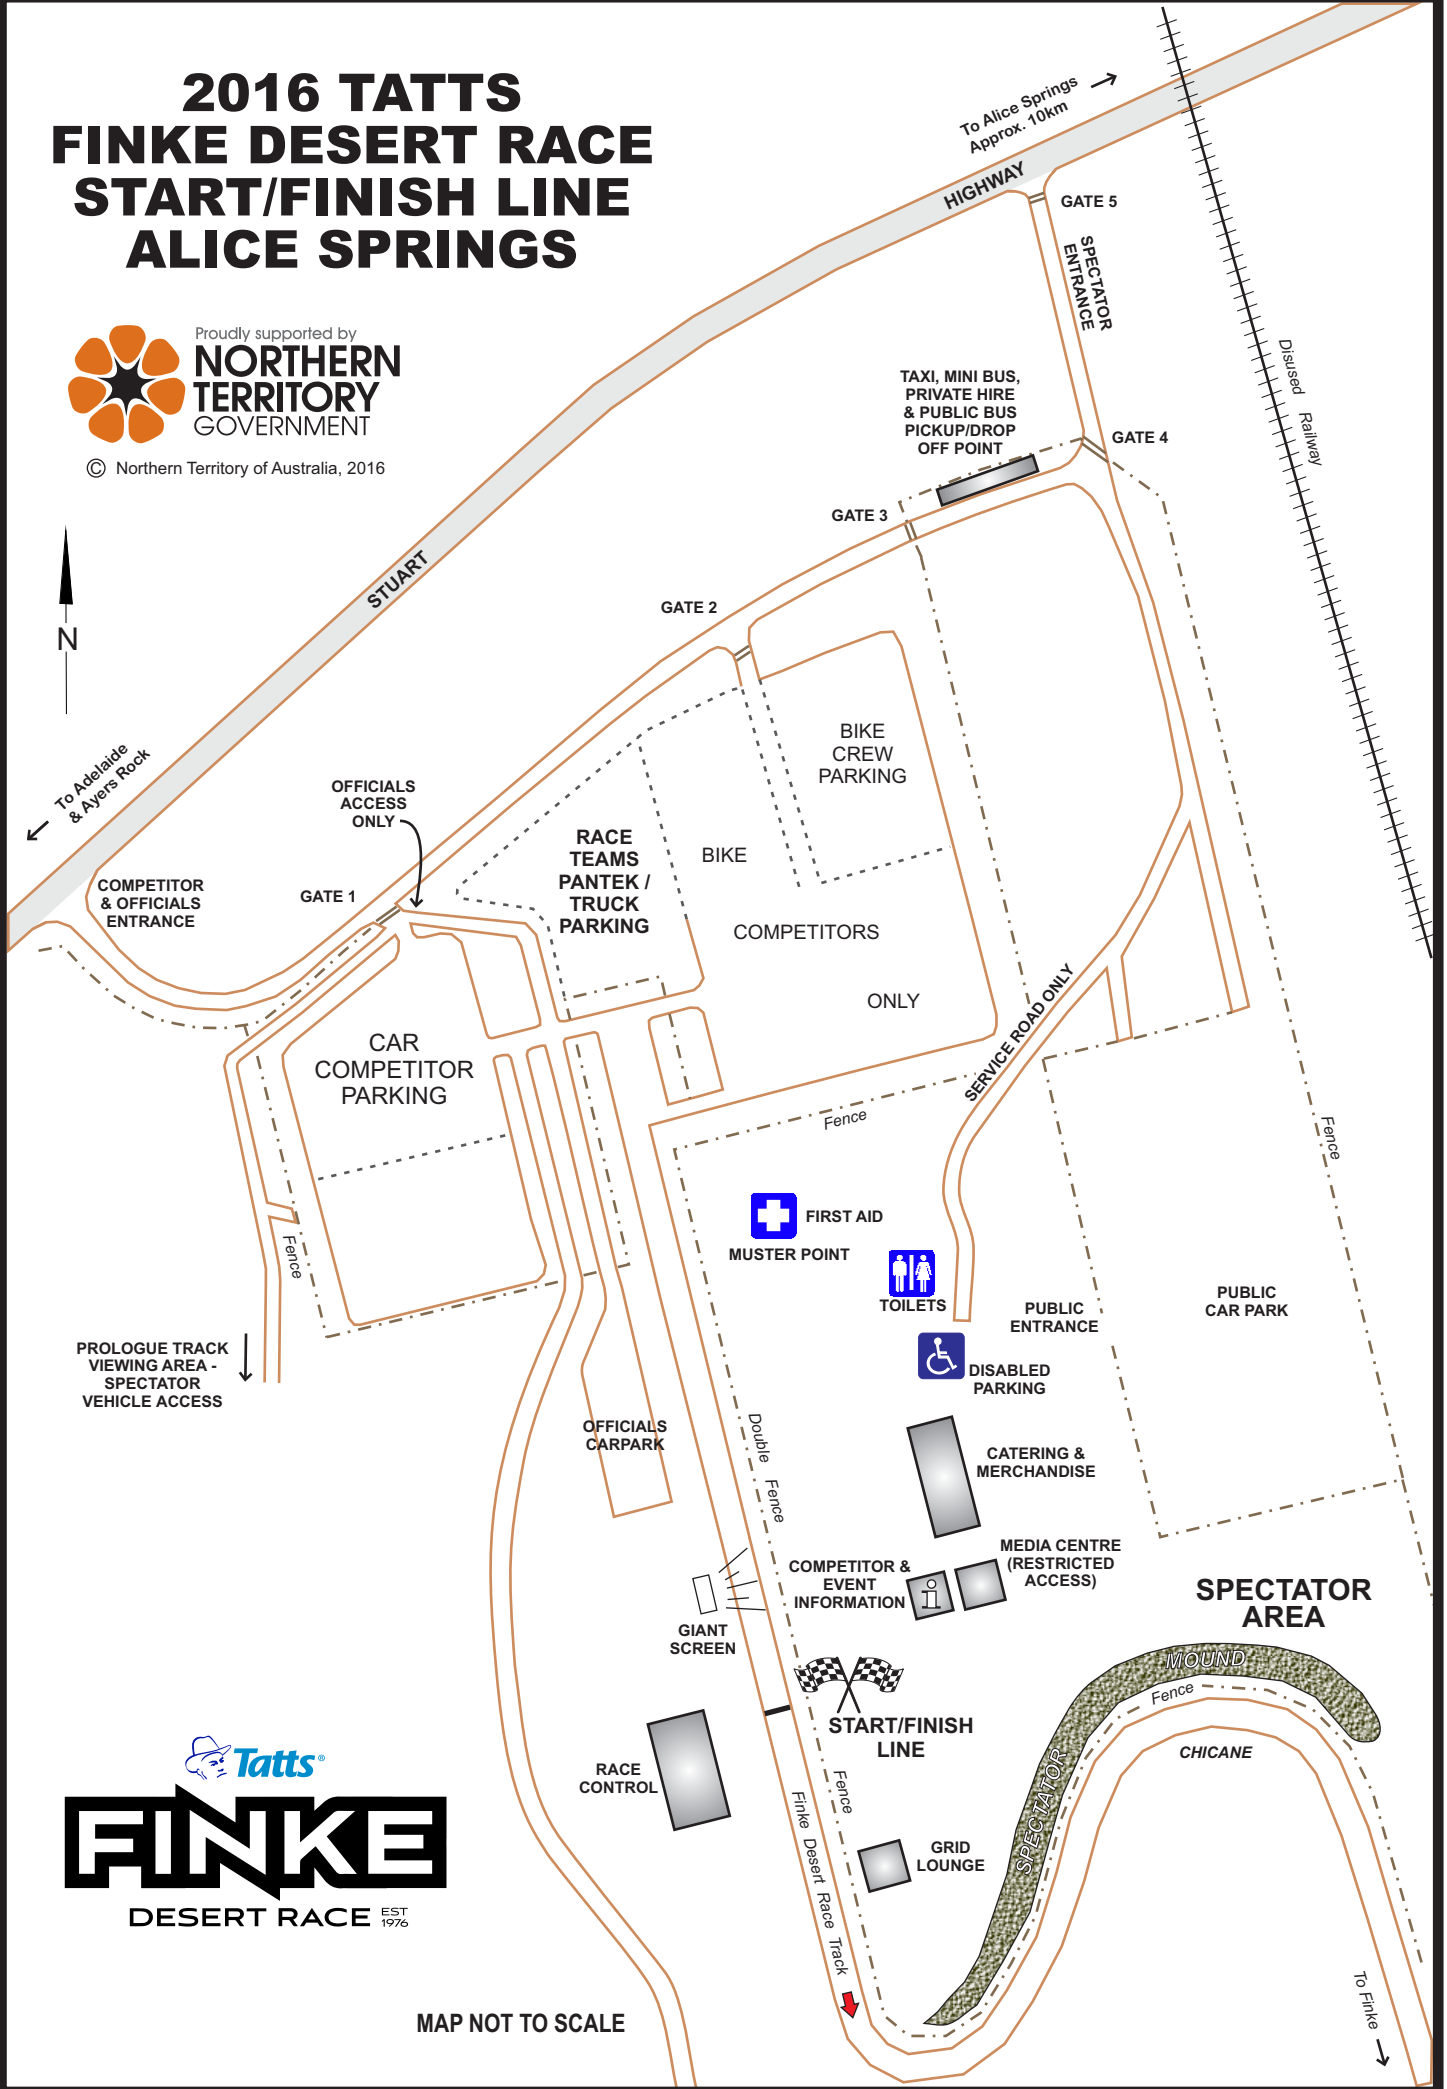 2016 TATTS
FINKE DESERT RACE
START/FINISH LINE
ALICE SPRINGS
Proudly supported by
NORTHERN
TERRITORY
GOVERNMENT
© Northern Territory of Australia, 2016
N
To Alice Springs
Approx. 10km
HIGHWAY
STUART
GATE 5
SPECTATOR
ENTRANCE
Disused Railway
TAXI, MINI BUS,
PRIVATE HIRE
& PUBLIC BUS
PICKUP/DROP
OFF POINT
GATE 4
GATE 3
GATE 2
To Adelaide
& Ayers Rock
OFFICIALS
ACCESS
ONLY
GATE 1
COMPETITOR
& OFFICIALS
ENTRANCE
RACE
TEAMS
PANTEK /
TRUCK
PARKING
BIKE
CREW
PARKING
BIKE
COMPETITORS
ONLY
SERVICE ROAD ONLY
CAR
COMPETITOR
PARKING
Fence
Fence
Fence
FIRST AID
MUSTER POINT
TOILETS
PUBLIC
ENTRANCE
PUBLIC
CAR PARK
DISABLED
PARKING
PROLOGUE TRACK
VIEWING AREA -
SPECTATOR
VEHICLE ACCESS
OFFICIALS
CARPARK
Double Fence
CATERING &
MERCHANDISE
MEDIA CENTRE
(RESTRICTED
ACCESS)
COMPETITOR &
EVENT
INFORMATION
i
GIANT
SCREEN
SPECTATOR
AREA
MOUND
Fence
SPECTATOR
CHICANE
START/FINISH
LINE
RACE
CONTROL
Fence
Finke Desert Race Track
GRID
LOUNGE
To Finke
Tatts®
FINKE
DESERT RACE EST
1976
MAP NOT TO SCALE